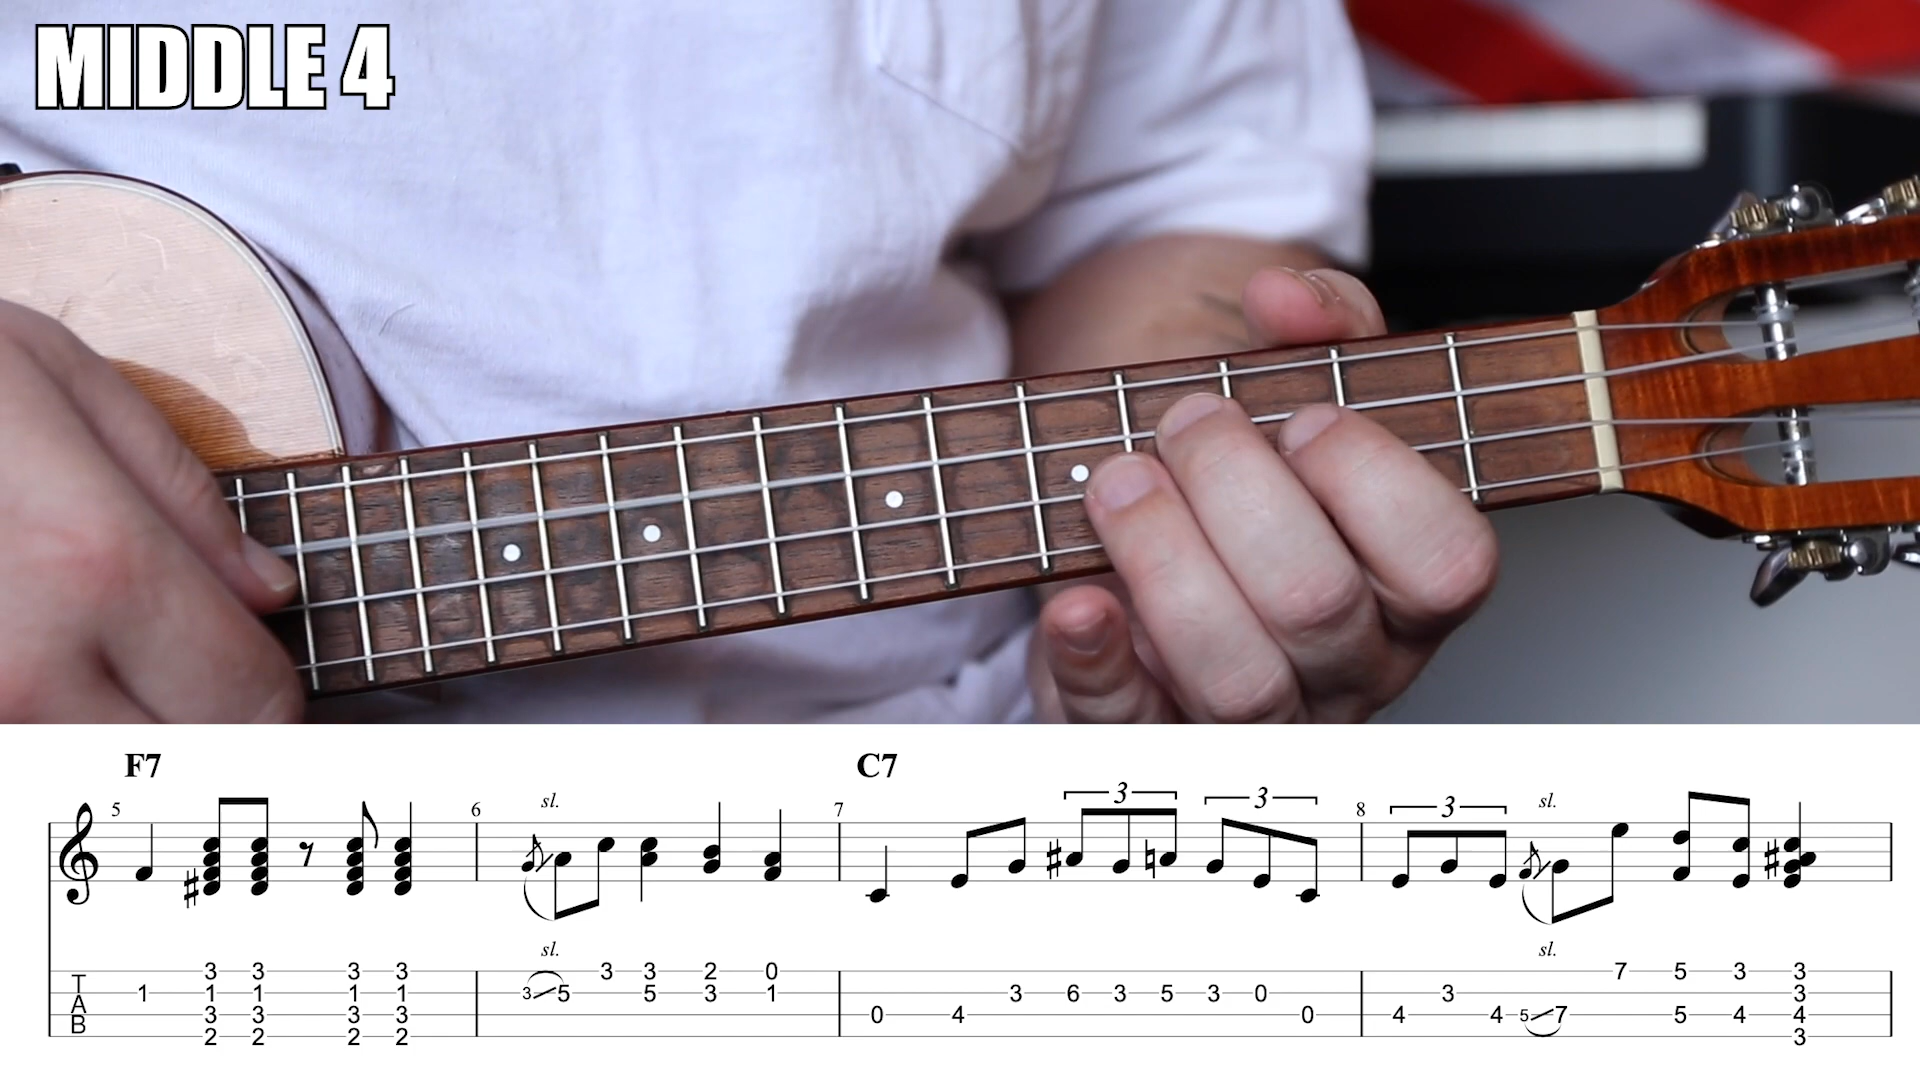 MIDDLE 4
F7 C7
5 6 sl. 7 3 3 8 3 sl.
sl. sl.
3 3 3 3 3 3 2 0 7 5 3 3
T 1 1 1 1 1 3 5 5 3 1 3 6 3 5 3 0 3 3
A 3 3 3 3 0 4 0 4 4 5 7 5 4 4
B 2 2 2 2 3